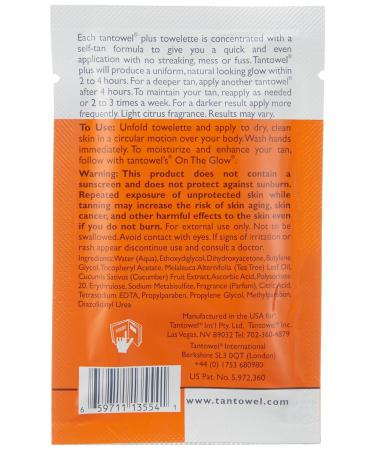 Each tantowel® plus towelette is concentrated with a
self-tan formula to give you a quick and even
application with no streaking, mess or fuss. Tantowel®
plus will produce a uniform, natural looking glow within
2 to 4 hours. For a deeper tan, apply another tantowel®
after 4 hours. To maintain your tan, reapply as needed
or 2 to 3 times a week. For a darker result apply more
frequently. Light citrus fragrance. Results may vary.
To Use: Unfold towelette and apply to dry, clean
skin in a circular motion over your body. Wash hands
immediately. To moisturize and enhance your tan,
follow with tantowel's® On The Glow®.
Warning: This product does not contain a
sunscreen and does not protect against sunburn.
Repeated exposure of unprotected skin while
tanning may increase the risk of skin aging, skin
cancer, and other harmful effects to the skin even
if you do not burn. For external use only. Not to be
swallowed. Avoid contact with eyes. If signs of irritation or
rash appear discontinue use and consult a doctor.
Ingredients: Water (Aqua), Ethoxydiglycol, Dihydroxyacetone, Butylene
Glycol, Tocopheryl Acetate, Melaleuca Alternifolia (Tea Tree) Leaf Oil,
Cucumis Sativus (Cucumber) Fruit Extract, Ascorbic Acid, Polysorbate
20, Erythrulose, Sodium Metabisulfite, Fragrance (Parfum), Citric Acid,
Tetrasodium EDTA, Propylparaben, Propylene Glycol, Methylparaben,
Diazolidinyl Urea
Manufactured in the USA for:
Tantowel Int'l Pty. Ltd. Tantowel Inc.
Las Vegas, NV 89032 Tel: 702-360-4879
Tantowel International
Berkshire SL3 0QT (London)
+44 (0) 1753 680980
US Pat. No. 5,972,360
6 59711 13554 1
www.tantowel.com